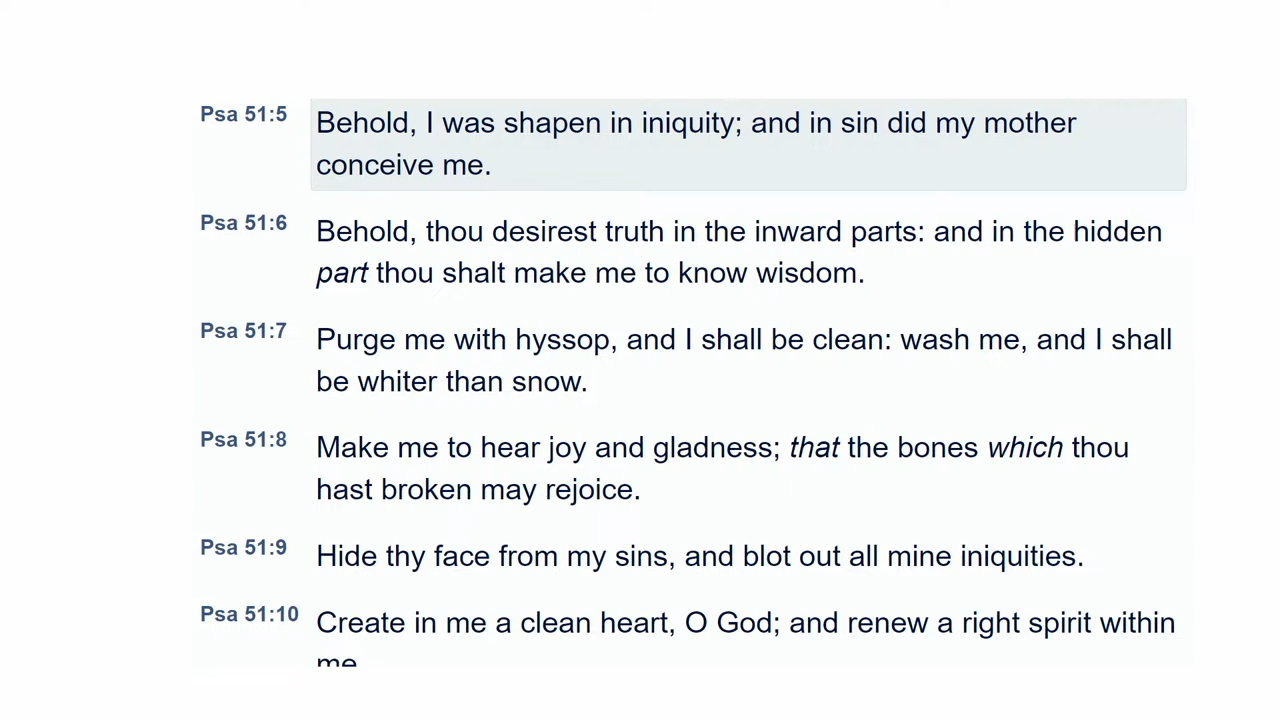 Psa 51:5
Behold, I was shapen in iniquity; and in sin did my mother
conceive me.
Psa 51:6
Behold, thou desirest truth in the inward parts: and in the hidden
part thou shalt make me to know wisdom.
Psa 51:7
Purge me with hyssop, and I shall be clean: wash me, and I shall
be whiter than snow.
Psa 51:8
Make me to hear joy and gladness; that the bones which thou
hast broken may rejoice.
Psa 51:9
Hide thy face from my sins, and blot out all mine iniquities.
Psa 51:10
Create in me a clean heart, O God; and renew a right spirit within
me